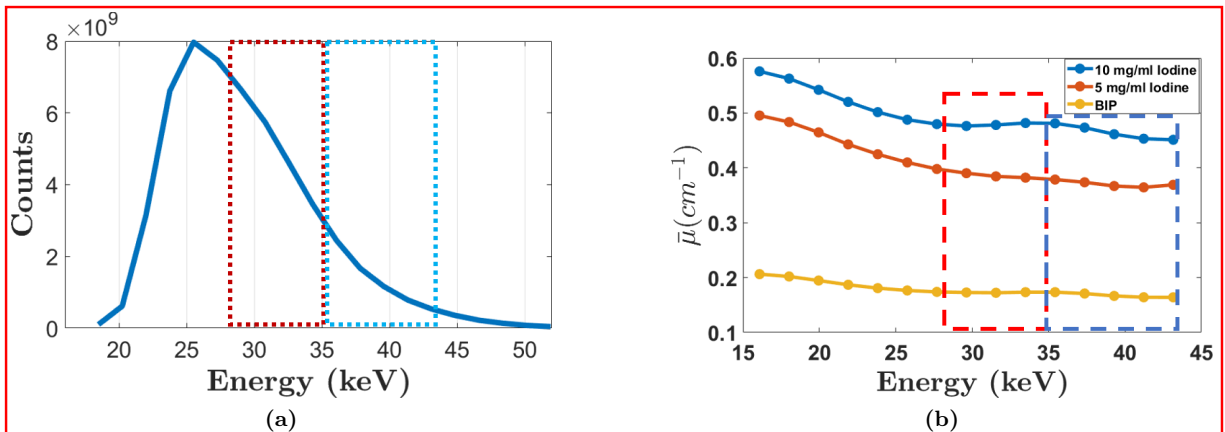 ×10⁹
8
6
4
2
0
Counts
20 25 30 35 40 45 50
Energy (keV)
(a)
0.6
0.5
0.4
0.3
0.2
0.1
μ̄(cm⁻¹)
10 mg/ml Iodine
5 mg/ml Iodine
BIP
15 20 25 30 35 40 45
Energy (keV)
(b)